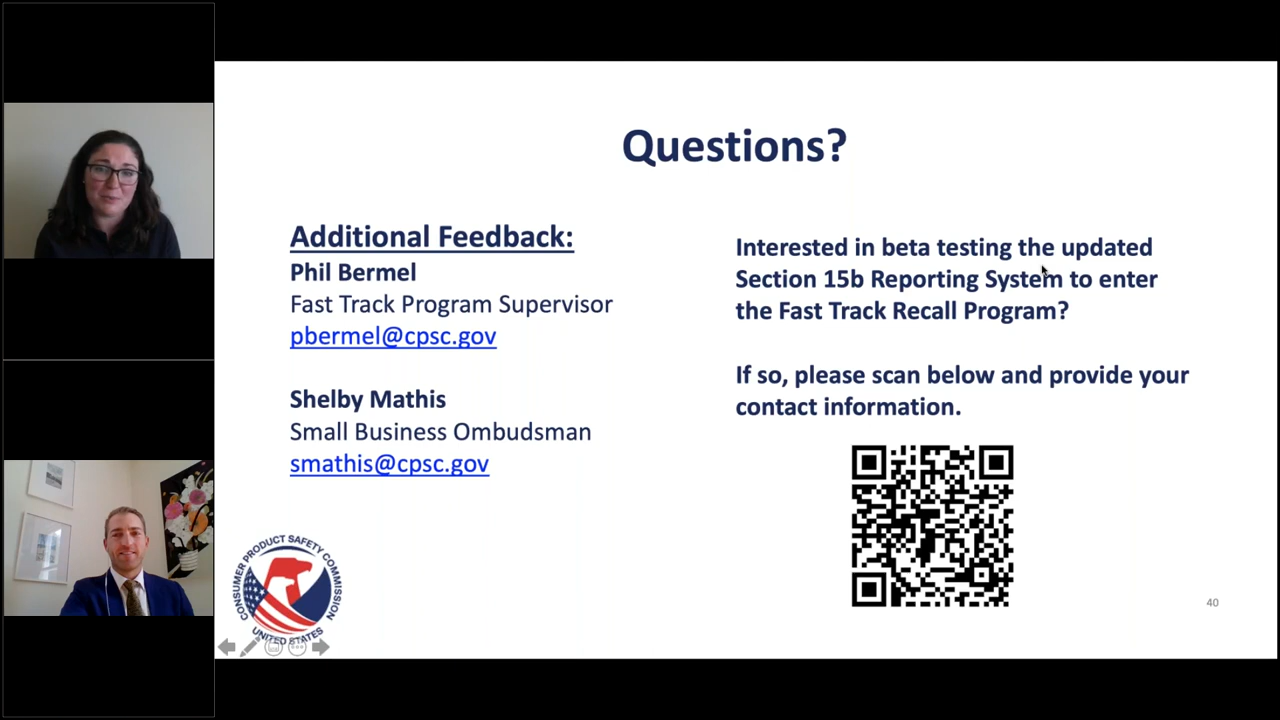 Questions?
Additional Feedback:
Phil Bermel
Fast Track Program Supervisor
pbermel@cpsc.gov
Shelby Mathis
Small Business Ombudsman
smathis@cpsc.gov
Interested in beta testing the updated
Section 15b Reporting System to enter
the Fast Track Recall Program?
If so, please scan below and provide your
contact information.
CONSUMER PRODUCT SAFETY COMMISSION
UNITED STATES
40